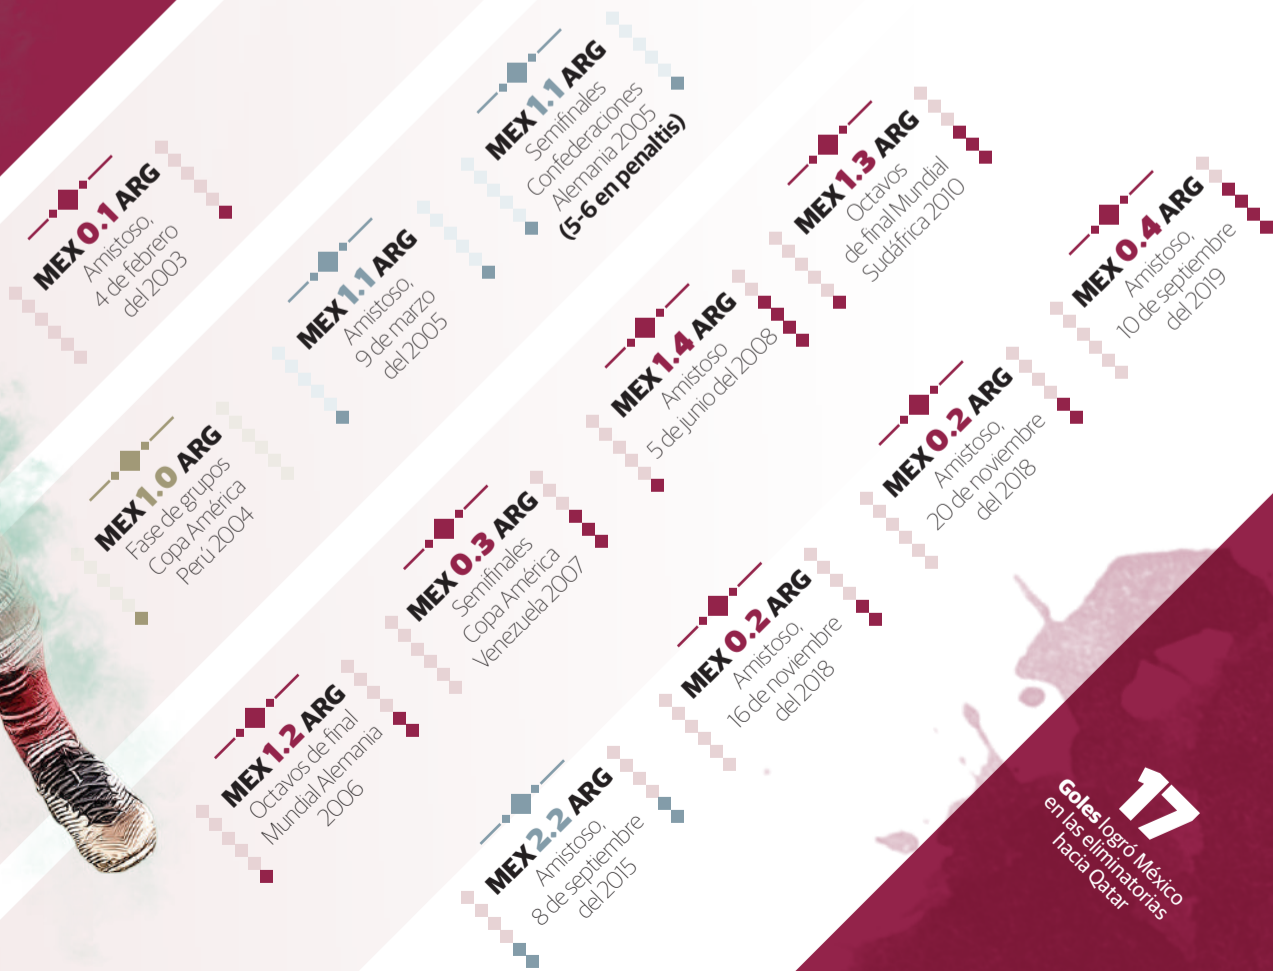 MEX 0.1 ARG
Amistoso,
4 de febrero
del 2003
MEX 1.0 ARG
Fase de grupos
Copa América
Perú 2004
MEX 1.1 ARG
Amistoso,
9 de marzo
del 2005
MEX 1.1 ARG
Semifinales
Confederaciones
Alemania 2005
(5-6 en penaltis)
MEX 1.2 ARG
Octavos de final
Mundial Alemania
2006
MEX 0.3 ARG
Semifinales
Copa América
Venezuela 2007
MEX 1.4 ARG
Amistoso
5 de junio del 2008
MEX 1.3 ARG
Octavos
de final Mundial
Sudáfrica 2010
MEX 2.2 ARG
Amistoso,
8 de septiembre
del 2015
MEX 0.2 ARG
Amistoso,
16 de noviembre
del 2018
MEX 0.2 ARG
Amistoso,
20 de noviembre
del 2018
MEX 0.4 ARG
Amistoso,
10 de septiembre
del 2019
17
Goles logró México
en las eliminatorias
hacia Qatar